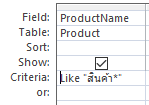 Field: ProductName
Table: Product
Sort:
Show:
Criteria: Like "สินค้า*"
or: